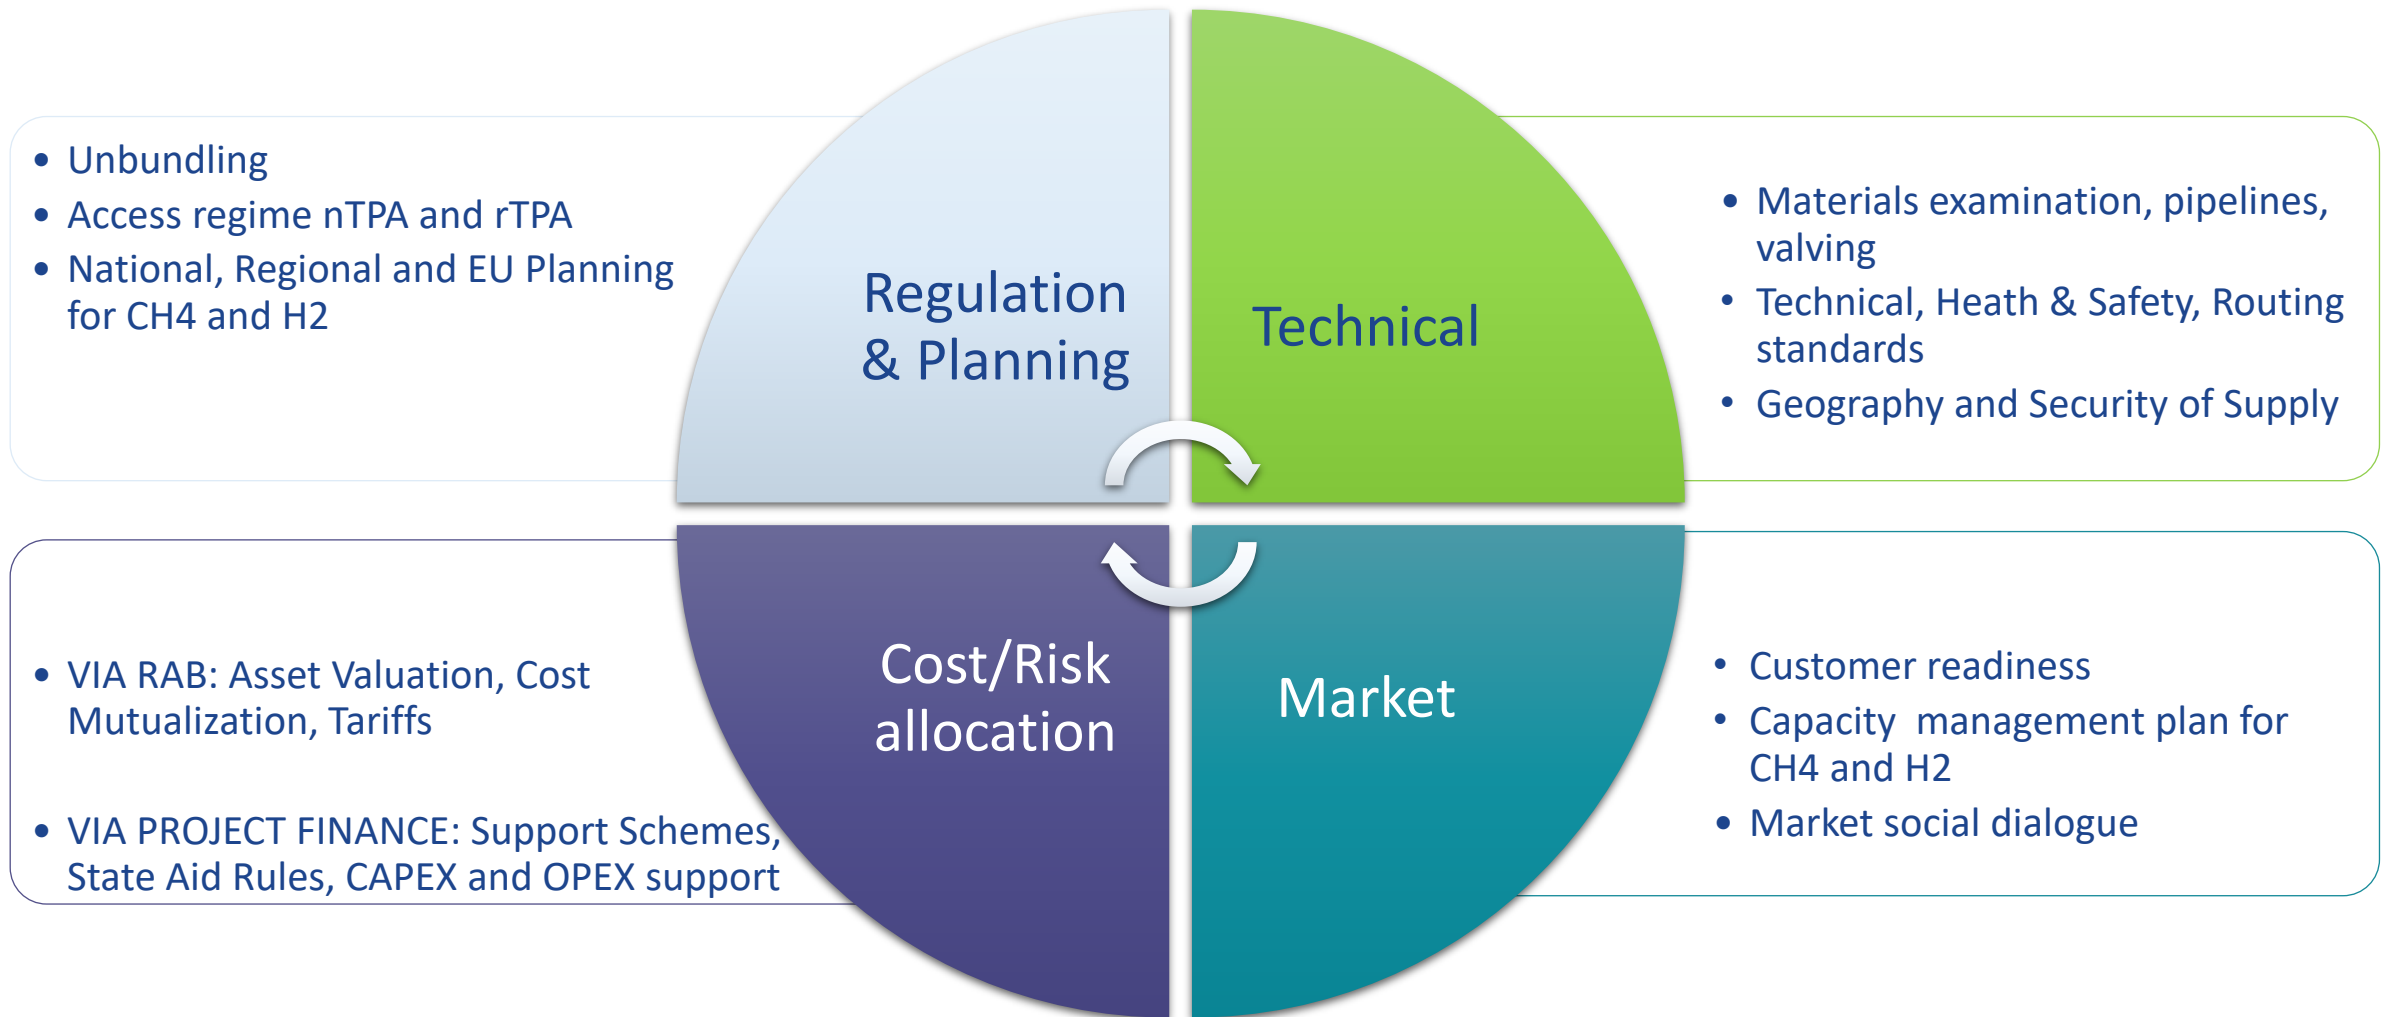 • Unbundling
• Access regime nTPA and rTPA
• National, Regional and EU Planning
for CH4 and H2
Regulation
& Planning
Technical
• Materials examination, pipelines,
valving
• Technical, Heath & Safety, Routing
standards
• Geography and Security of Supply
• VIA RAB: Asset Valuation, Cost
Mutualization, Tariffs
• VIA PROJECT FINANCE: Support Schemes,
State Aid Rules, CAPEX and OPEX support
Cost/Risk
allocation
Market
• Customer readiness
• Capacity  management plan for
CH4 and H2
• Market social dialogue